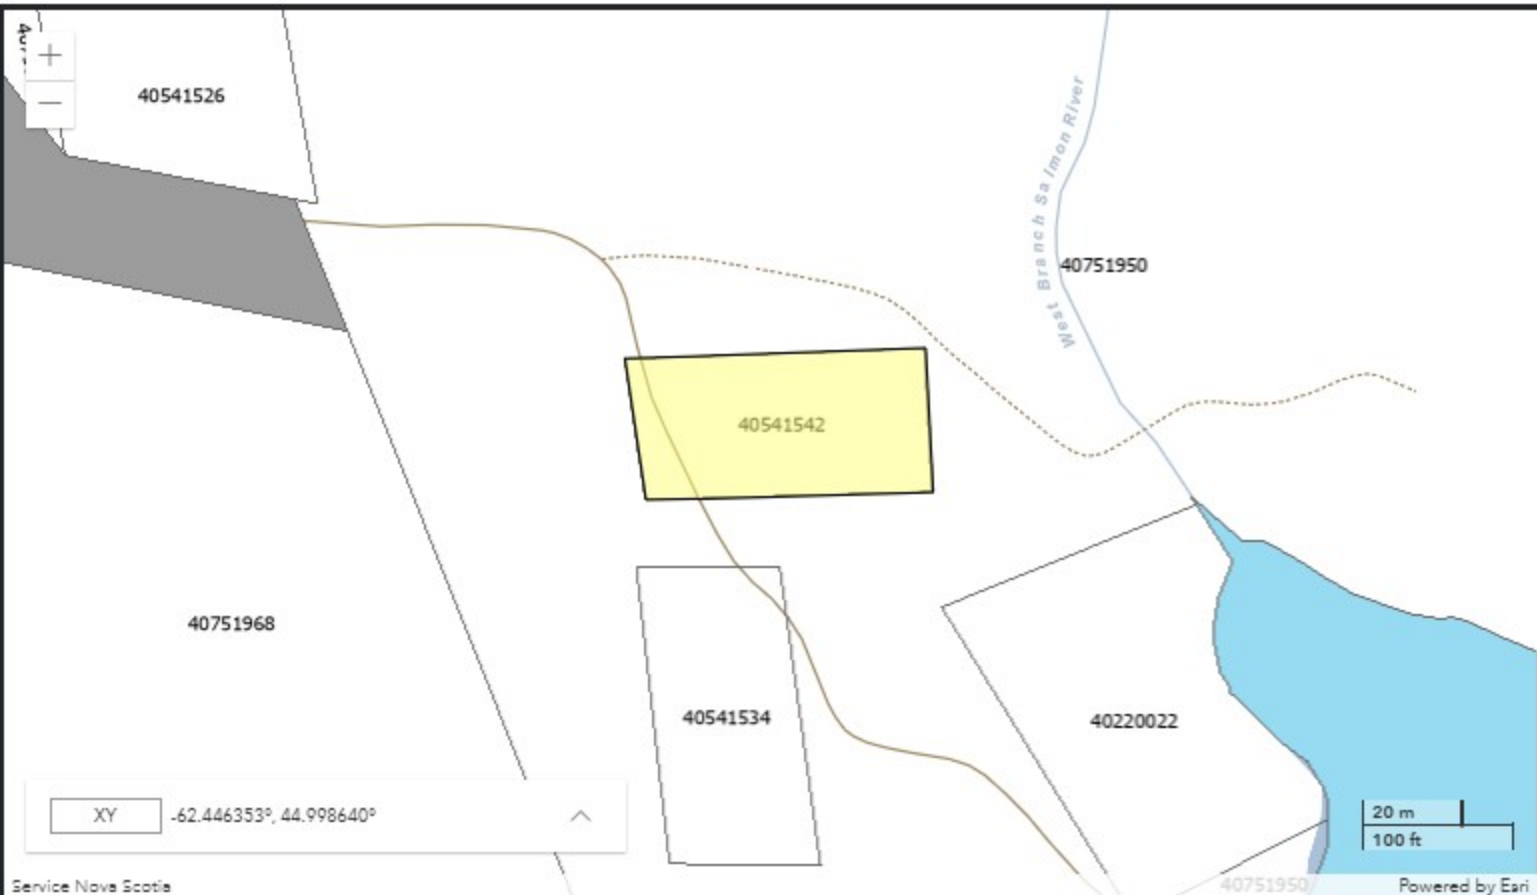 +
40541526
−
West Branch Salmon River
40751950
40541542
40751968
40541534
40220022
XY -62.446353°, 44.998640°
20 m
100 ft
40751950
Service Nova Scotia
Powered by Esri